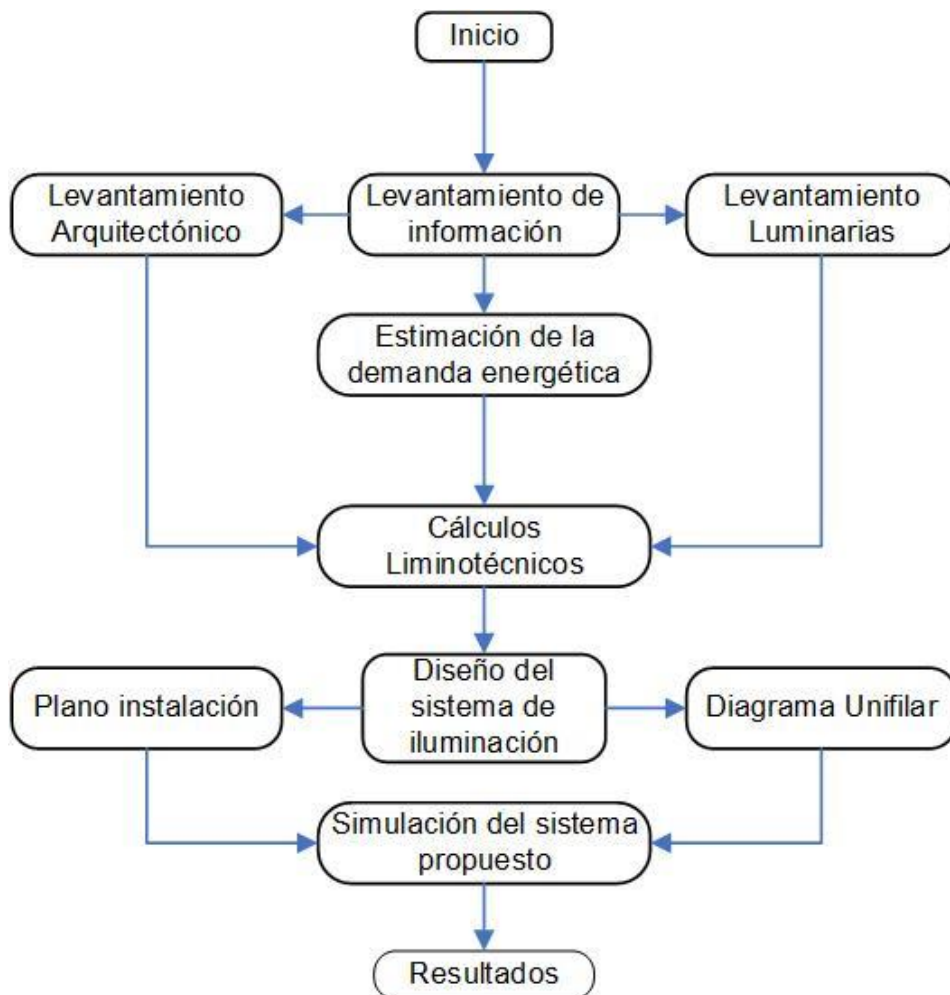 Inicio
Levantamiento
Arquitectónico
Levantamiento de
información
Levantamiento
Luminarias
Estimación de la
demanda energética
Cálculos
Liminotécnicos
Plano instalación
Diseño del
sistema de
iluminación
Diagrama Unifilar
Simulación del sistema
propuesto
Resultados